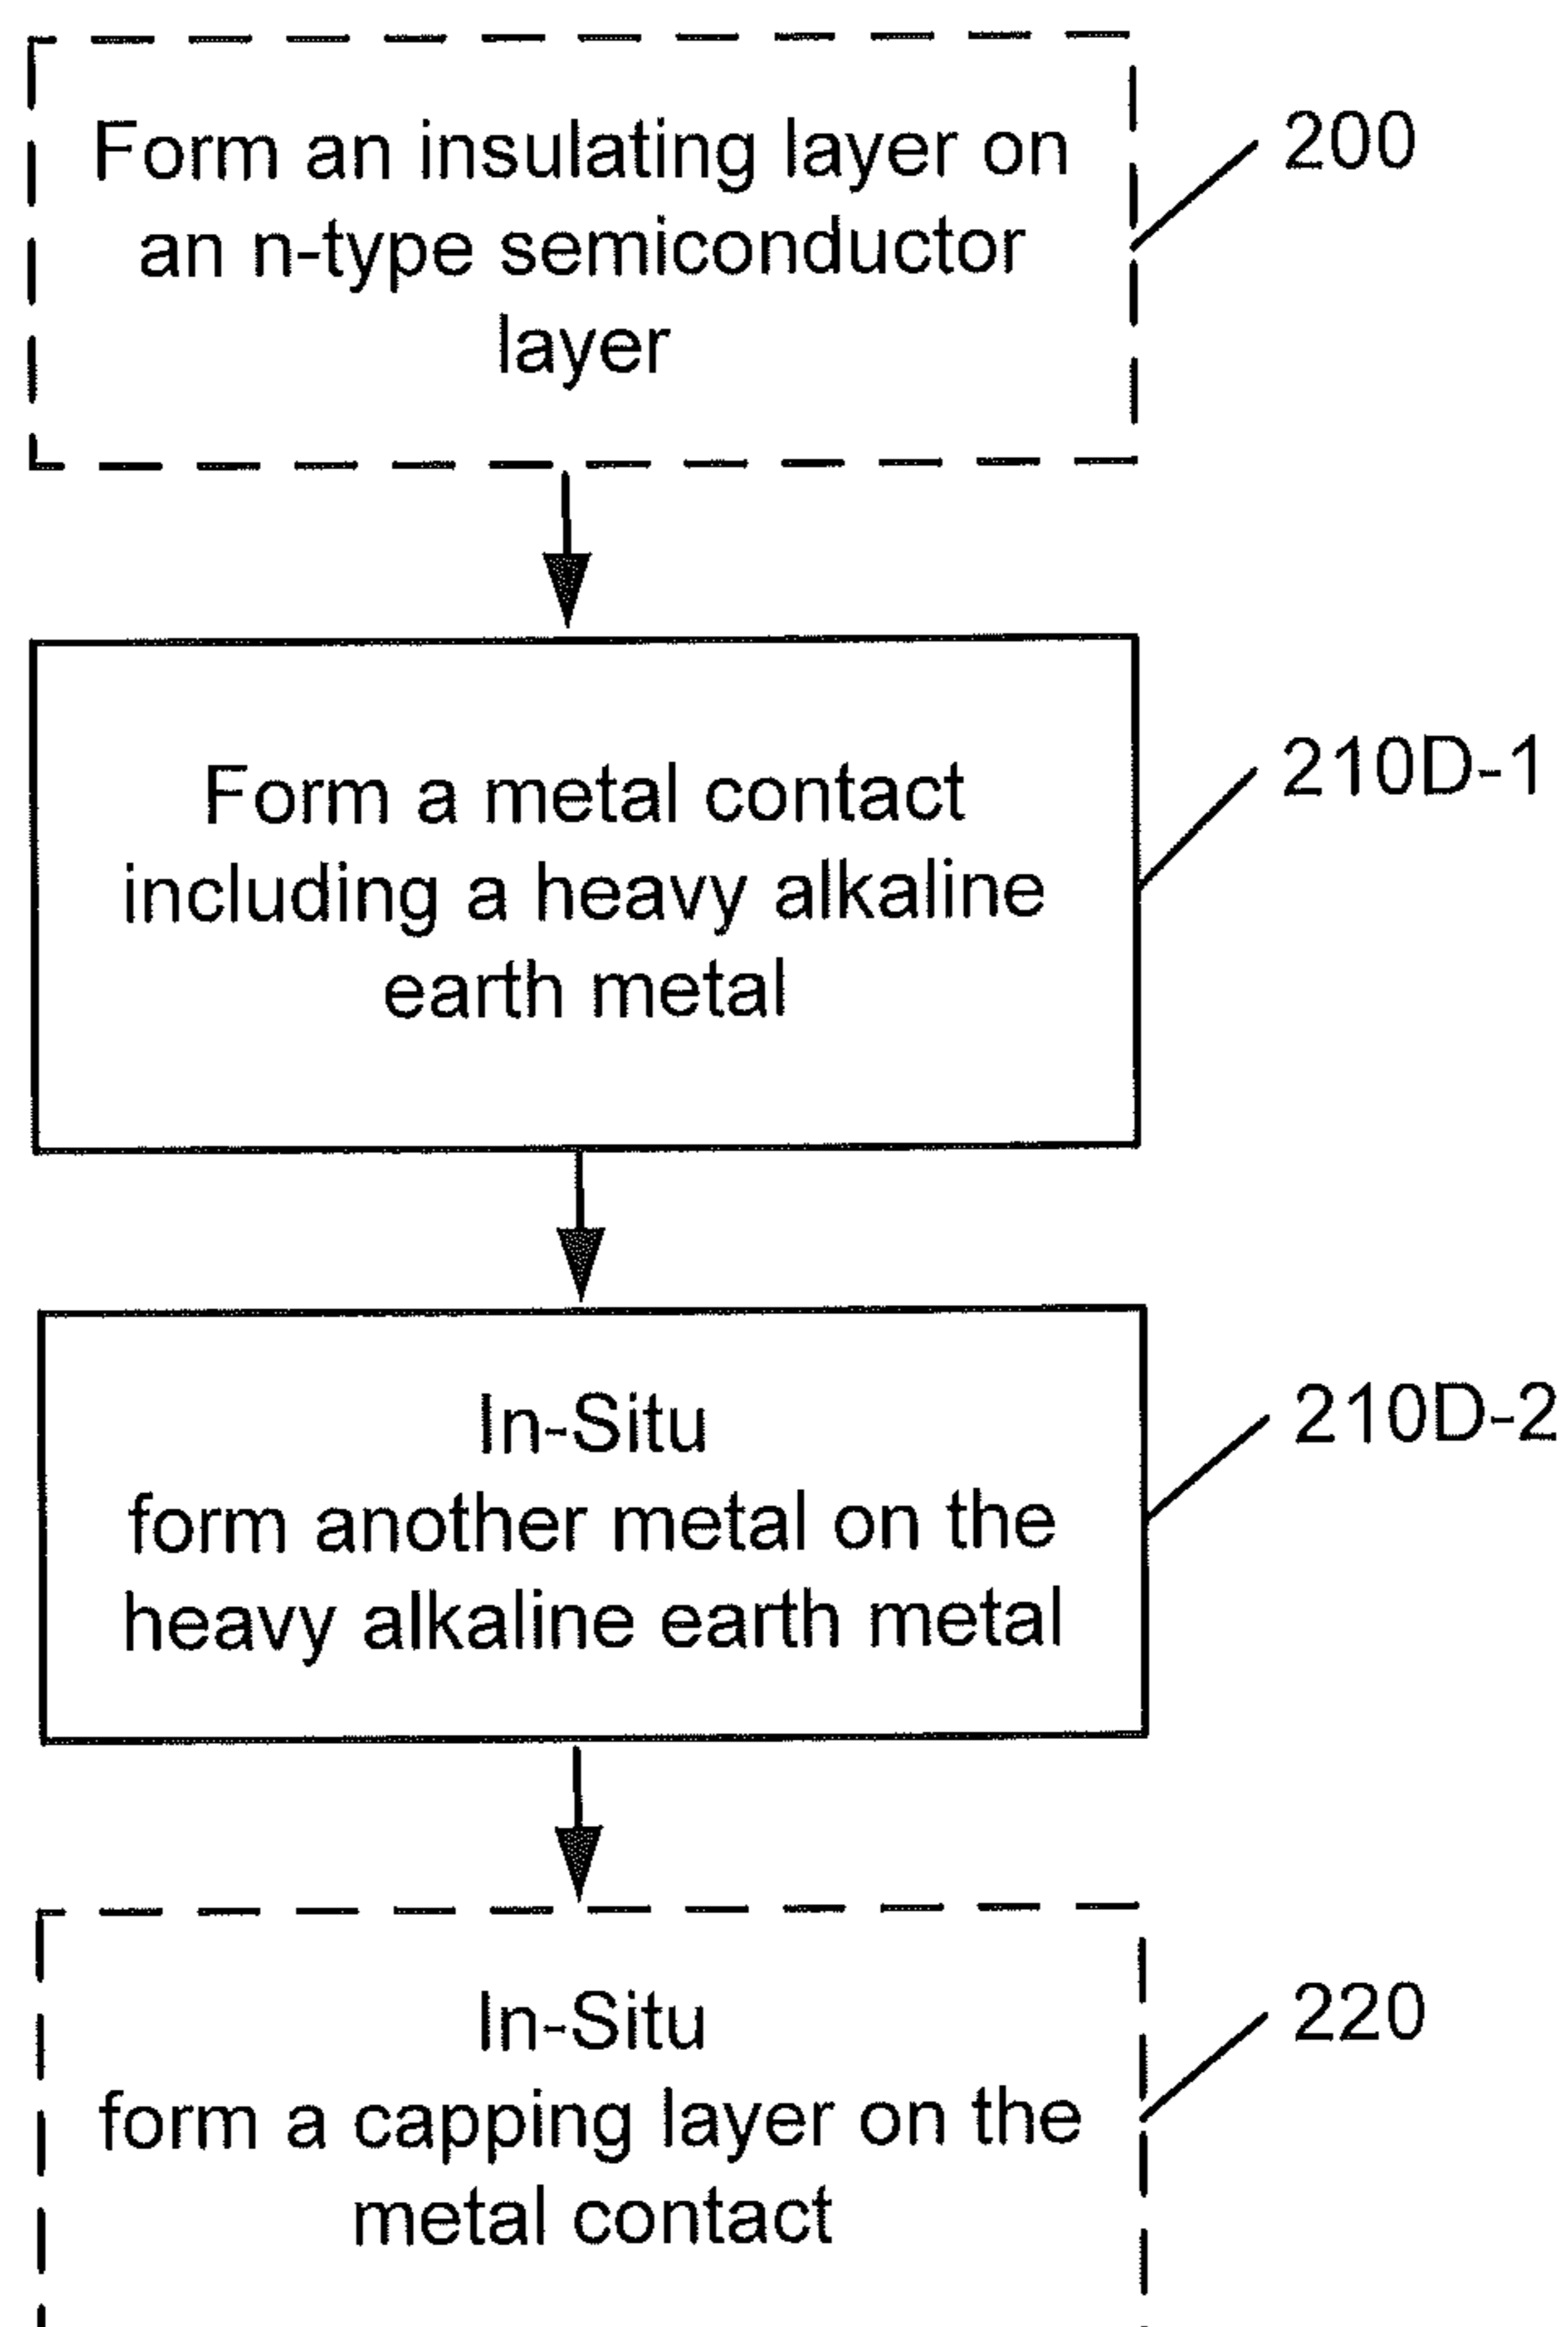 Form an insulating layer on
an n-type semiconductor
layer
200
Form a metal contact
including a heavy alkaline
earth metal
210D-1
In-Situ
form another metal on the
heavy alkaline earth metal
210D-2
In-Situ
form a capping layer on the
metal contact
220